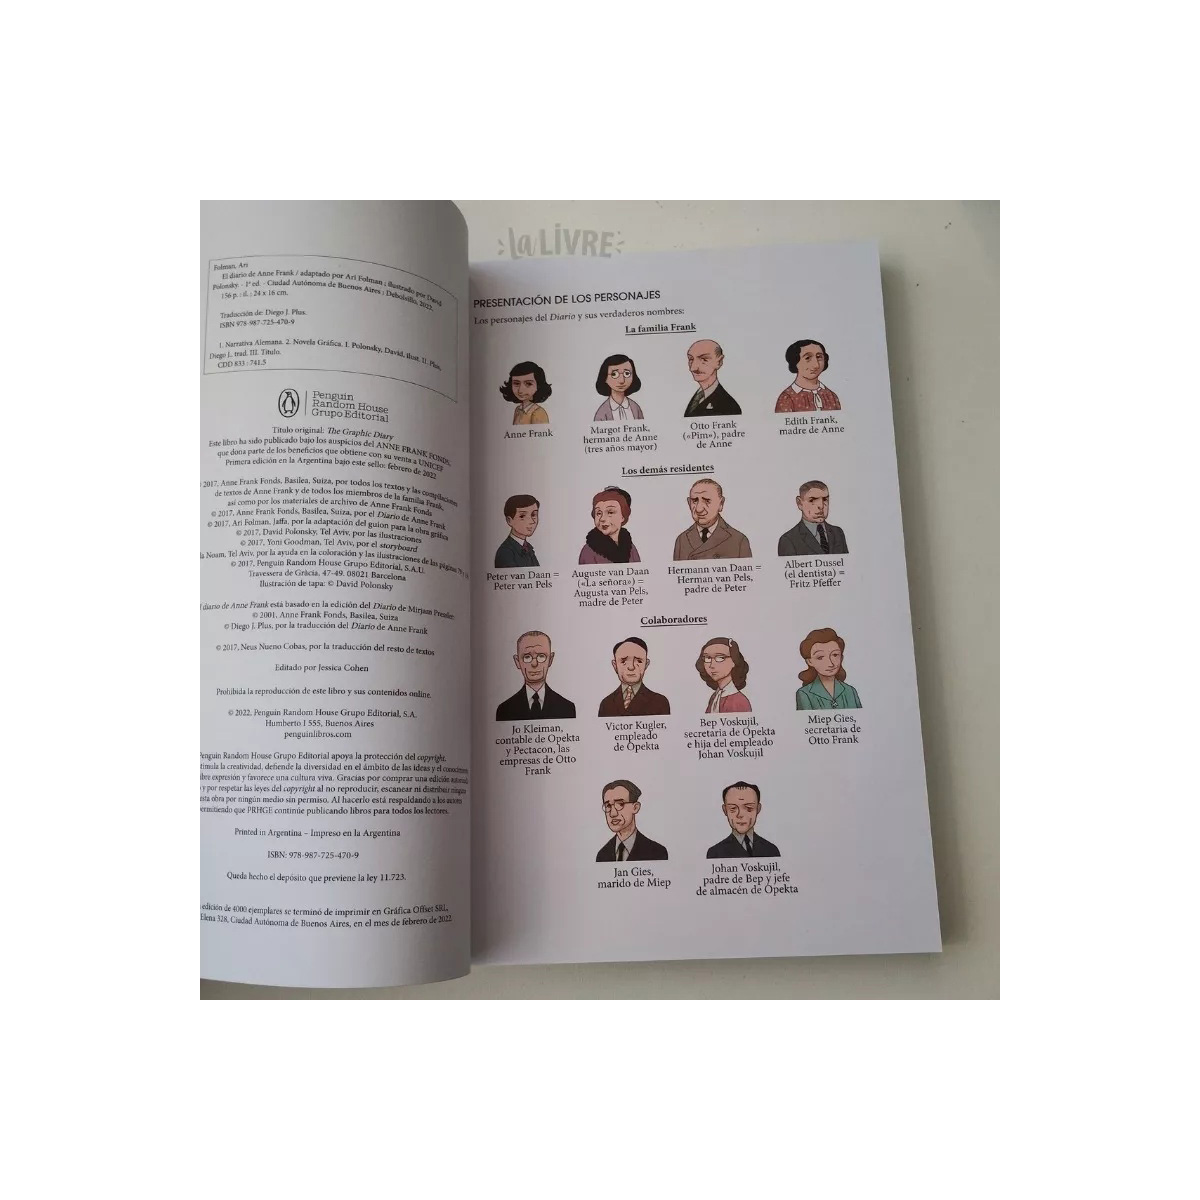 la LIVRE
Folman, Ari
El diario de Anne Frank / adaptado por Ari Folman ; ilustrado por David
Polonsky. - 1ª ed. - Ciudad Autónoma de Buenos Aires : Debolsillo, 2022.
156 p. : il. ; 24 x 16 cm.
Traducción de: Diego J. Plus.
ISBN 978-987-725-470-9
1. Narrativa Alemana. 2. Novela Gráfica. I. Polonsky, David, ilust. II. Plus,
Diego J., trad. III. Título.
CDD 833 : 741.5
Penguin
Random House
Grupo Editorial
Título original: The Graphic Diary
Este libro ha sido publicado bajo los auspicios del ANNE FRANK FONDS,
que dona parte de los beneficios que obtiene con su venta a UNICEF
Primera edición en la Argentina bajo este sello: febrero de 2022
2017, Anne Frank Fonds, Basilea, Suiza, por todos los textos y las compilaciones
de textos de Anne Frank y de todos los miembros de la familia Frank,
así como por los materiales de archivo de Anne Frank Fonds
© 2017, Anne Frank Fonds, Basilea, Suiza, por el Diario de Anne Frank
© 2017, Ari Folman, Jaffa, por la adaptación del guion para la obra gráfica
© 2017, David Polonsky, Tel Aviv, por las ilustraciones
© 2017, Yoni Goodman, Tel Aviv, por el storyboard
la Noam, Tel Aviv, por la ayuda en la coloración y las ilustraciones de las páginas 79 y
© 2017, Penguin Random House Grupo Editorial, S.A.U.
Travessera de Gràcia, 47-49. 08021 Barcelona
Ilustración de tapa: © David Polonsky
diario de Anne Frank está basado en la edición del Diario de Mirjam Pressler
© 2001, Anne Frank Fonds, Basilea, Suiza
© Diego J. Plus, por la traducción del Diario de Anne Frank
© 2017, Neus Nueno Cobas, por la traducción del resto de textos
Editado por Jessica Cohen
Prohibida la reproducción de este libro y sus contenidos online.
© 2022, Penguin Random House Grupo Editorial, S.A.
Humberto I 555, Buenos Aires
penguinlibros.com
Penguin Random House Grupo Editorial apoya la protección del copyright.
stimula la creatividad, defiende la diversidad en el ámbito de las ideas y el conocimiento
libre expresión y favorece una cultura viva. Gracias por comprar una edición autorizada
y por respetar las leyes del copyright al no reproducir, escanear ni distribuir ninguna
esta obra por ningún medio sin permiso. Al hacerlo está respaldando a los autores
permitiendo que PRHGE continúe publicando libros para todos los lectores.
Printed in Argentina – Impreso en la Argentina
ISBN: 978-987-725-470-9
Queda hecho el depósito que previene la ley 11.723.
edición de 4000 ejemplares se terminó de imprimir en Gráfica Offset SRL,
Elena 328, Ciudad Autónoma de Buenos Aires, en el mes de febrero de 2022.
PRESENTACIÓN DE LOS PERSONAJES
Los personajes del Diario y sus verdaderos nombres:
La familia Frank
Anne Frank
Margot Frank,
hermana de Anne
(tres años mayor)
Otto Frank
(«Pim»), padre
de Anne
Edith Frank,
madre de Anne
Los demás residentes
Peter van Daan =
Peter van Pels
Auguste van Daan
(«La señora») =
Augusta van Pels,
madre de Peter
Hermann van Daan =
Herman van Pels,
padre de Peter
Albert Dussel
(el dentista) =
Fritz Pfeffer
Colaboradores
Jo Kleiman,
contable de Opekta
y Pectacon, las
empresas de Otto
Frank
Victor Kugler,
empleado
de Opekta
Bep Voskuijl,
secretaria de Opekta
e hija del empleado
Johan Voskuijl
Miep Gies,
secretaria de
Otto Frank
Jan Gies,
marido de Miep
Johan Voskuijl,
padre de Bep y jefe
de almacén de Opekta